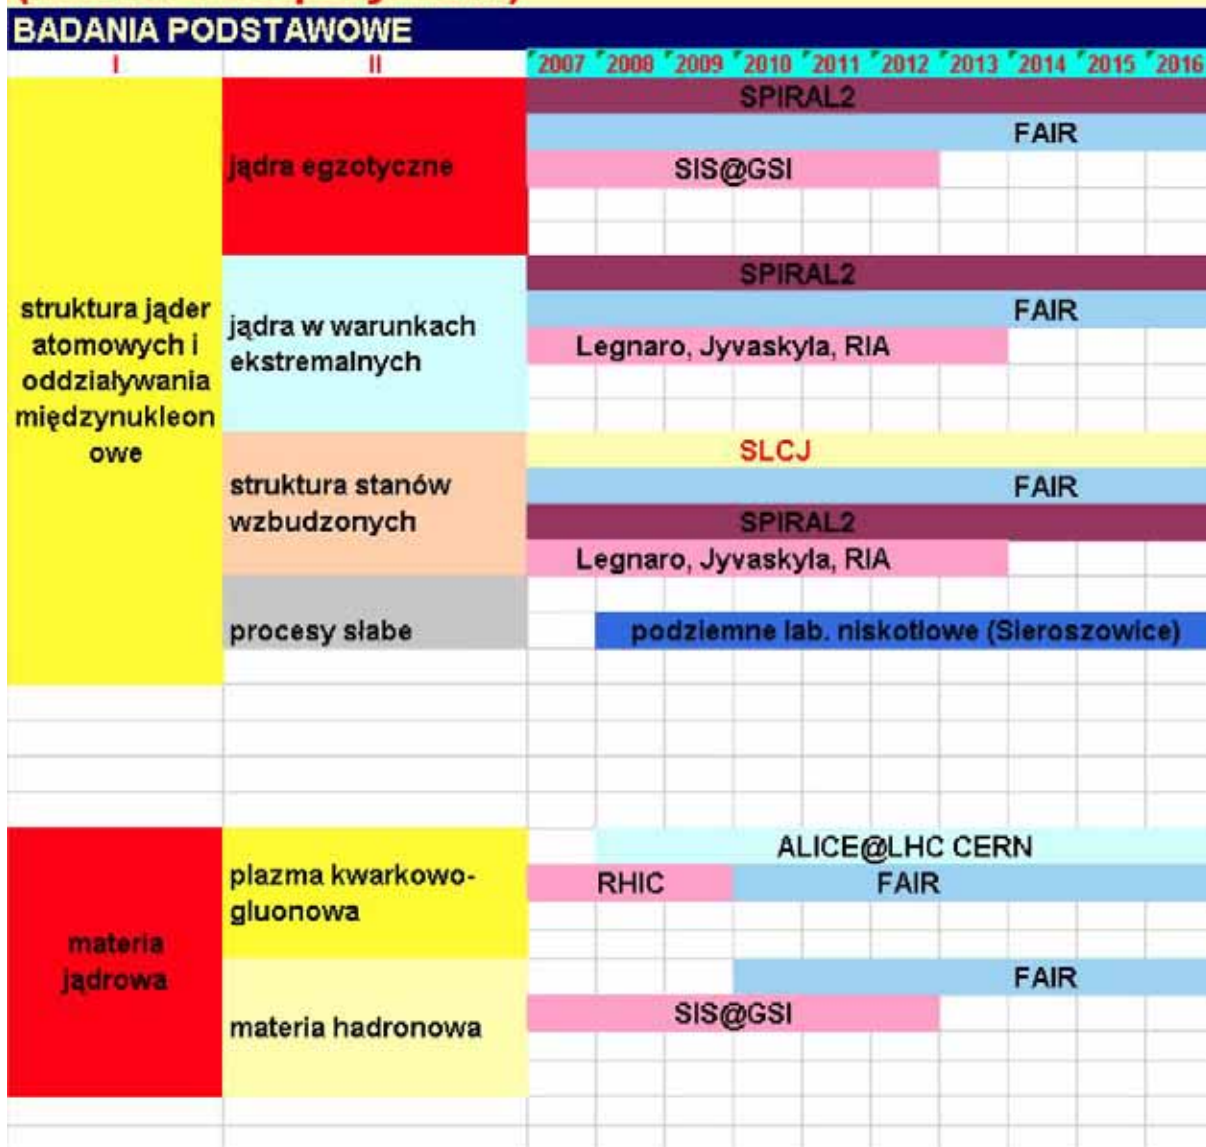 BADANIA PODSTAWOWE
I II 2007 2008 2009 2010 2011 2012 2013 2014 2015 2016
struktura jąder
atomowych i
oddziaływania
międzynukleon
owe
jądra egzotyczne
SPIRAL2
FAIR
SIS@GSI
jądra w warunkach
ekstremalnych
SPIRAL2
FAIR
Legnaro, Jyvaskyla, RIA
struktura stanów
wzbudzonych
SLCJ
FAIR
SPIRAL2
Legnaro, Jyvaskyla, RIA
procesy słabe
podziemne lab. niskotłowe (Sieroszowice)
materia
jądrowa
plazma kwarkowo-
gluonowa
ALICE@LHC CERN
RHIC FAIR
materia hadronowa
FAIR
SIS@GSI